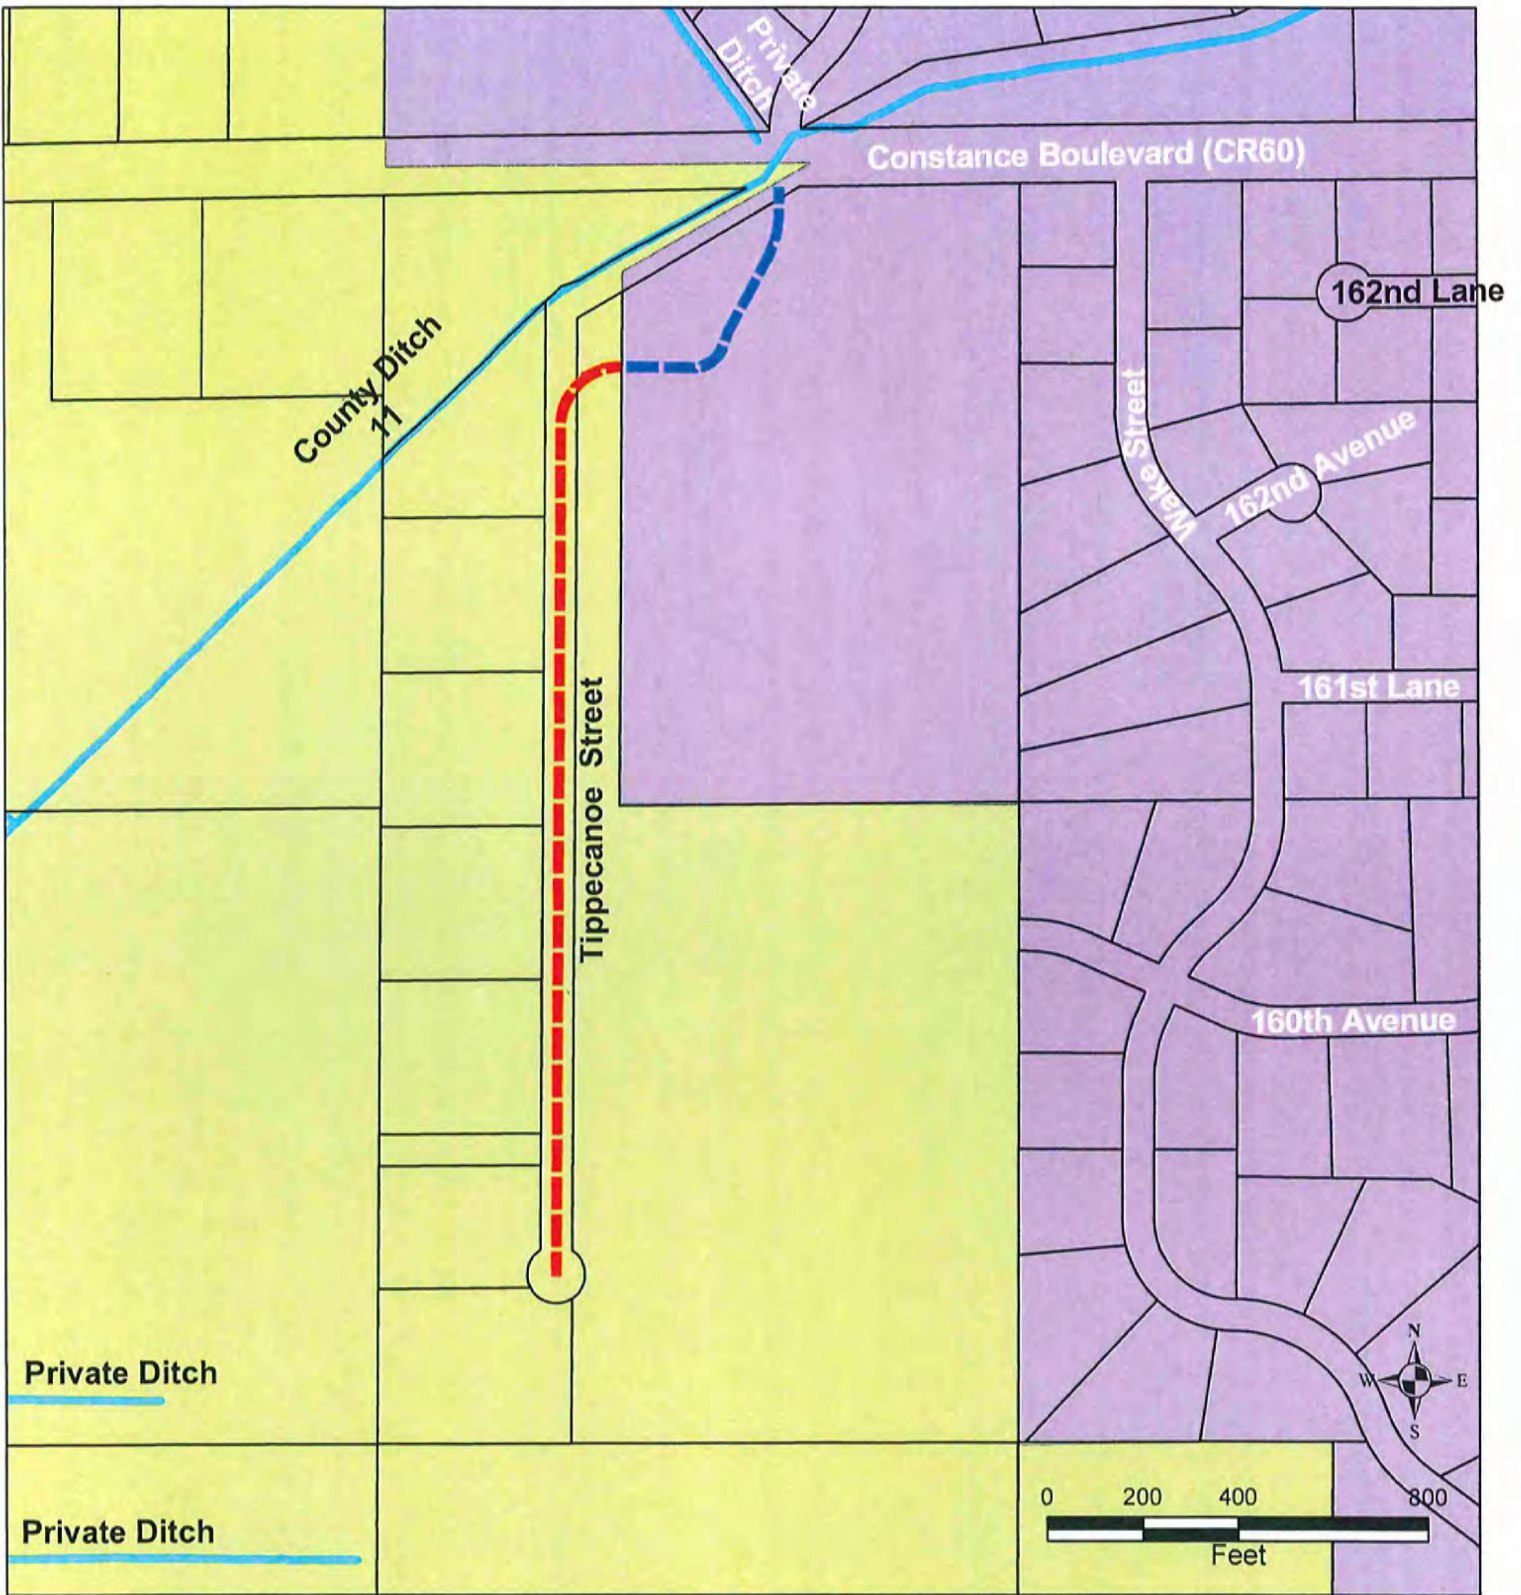 Private
Ditch
Constance Boulevard (CR60)
162nd Lane
County Ditch
11
Wake Street
162nd Avenue
161st Lane
Tippecanoe Street
160th Avenue
Private Ditch
N
W E
S
0 200 400 800
Feet
Private Ditch